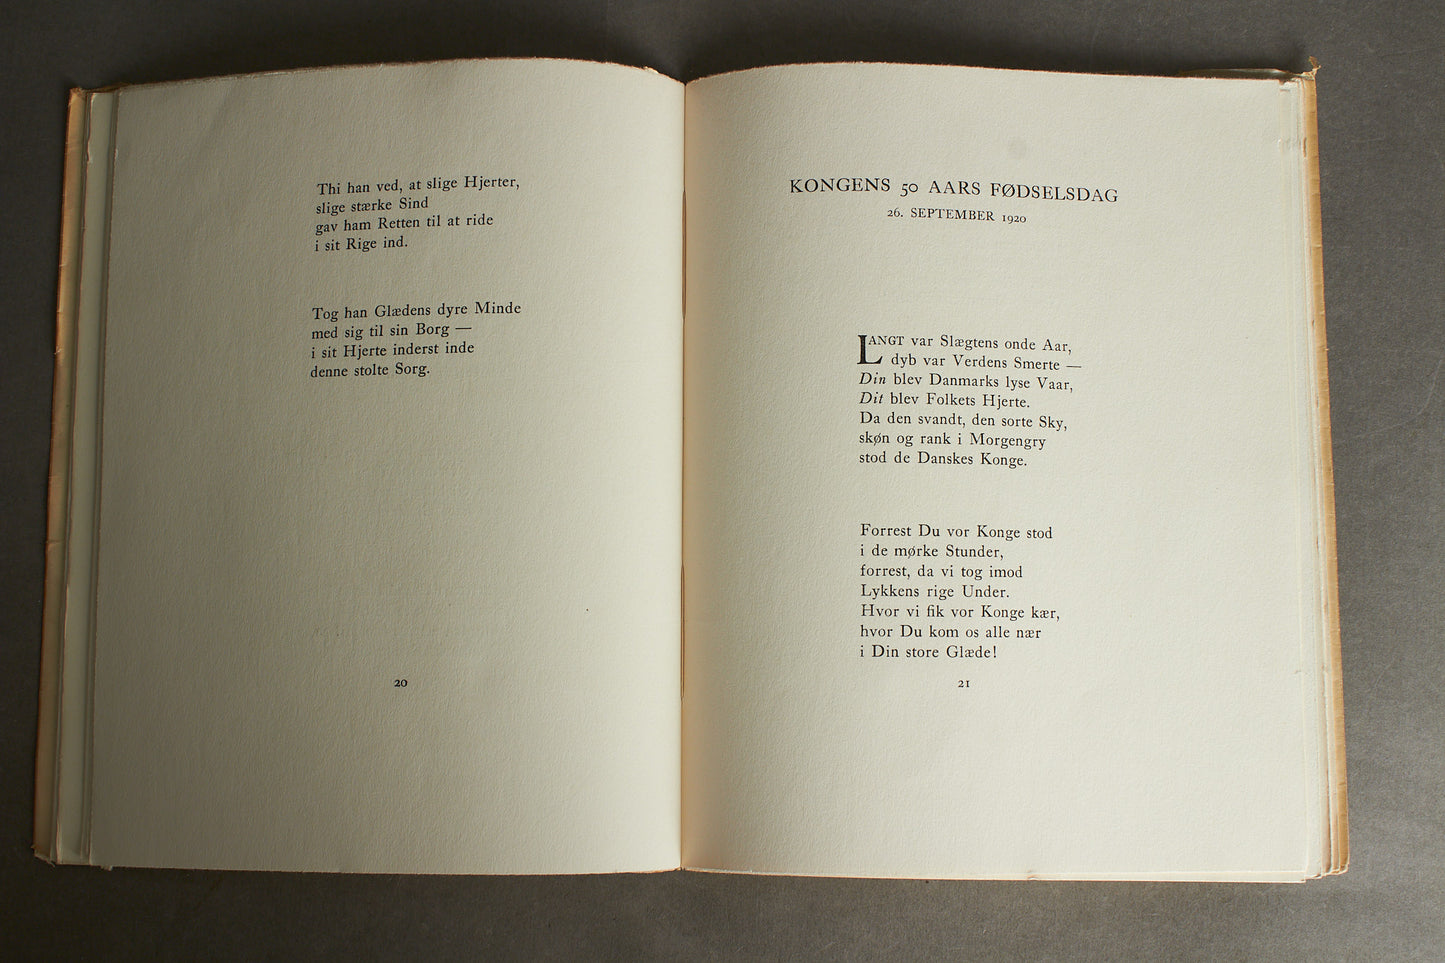 Thi han ved, at slige Hjerter,
slige stærke Sind
gav ham Retten til at ride
i sit Rige ind.
Tog han Glædens dyre Minde
med sig til sin Borg —
i sit Hjerte inderst inde
denne stolte Sorg.
20
KONGENS 50 AARS FØDSELSDAG
26. SEPTEMBER 1920
LANGT var Slægtens onde Aar,
dyb var Verdens Smerte —
Din blev Danmarks lyse Vaar,
Dit blev Folkets Hjerte.
Da den svandt, den sorte Sky,
skøn og rank i Morgengry
stod de Danskes Konge.
Forrest Du vor Konge stod
i de mørke Stunder,
forrest, da vi tog imod
Lykkens rige Under.
Hvor vi fik vor Konge kær,
hvor Du kom os alle nær
i Din store Glæde!
21